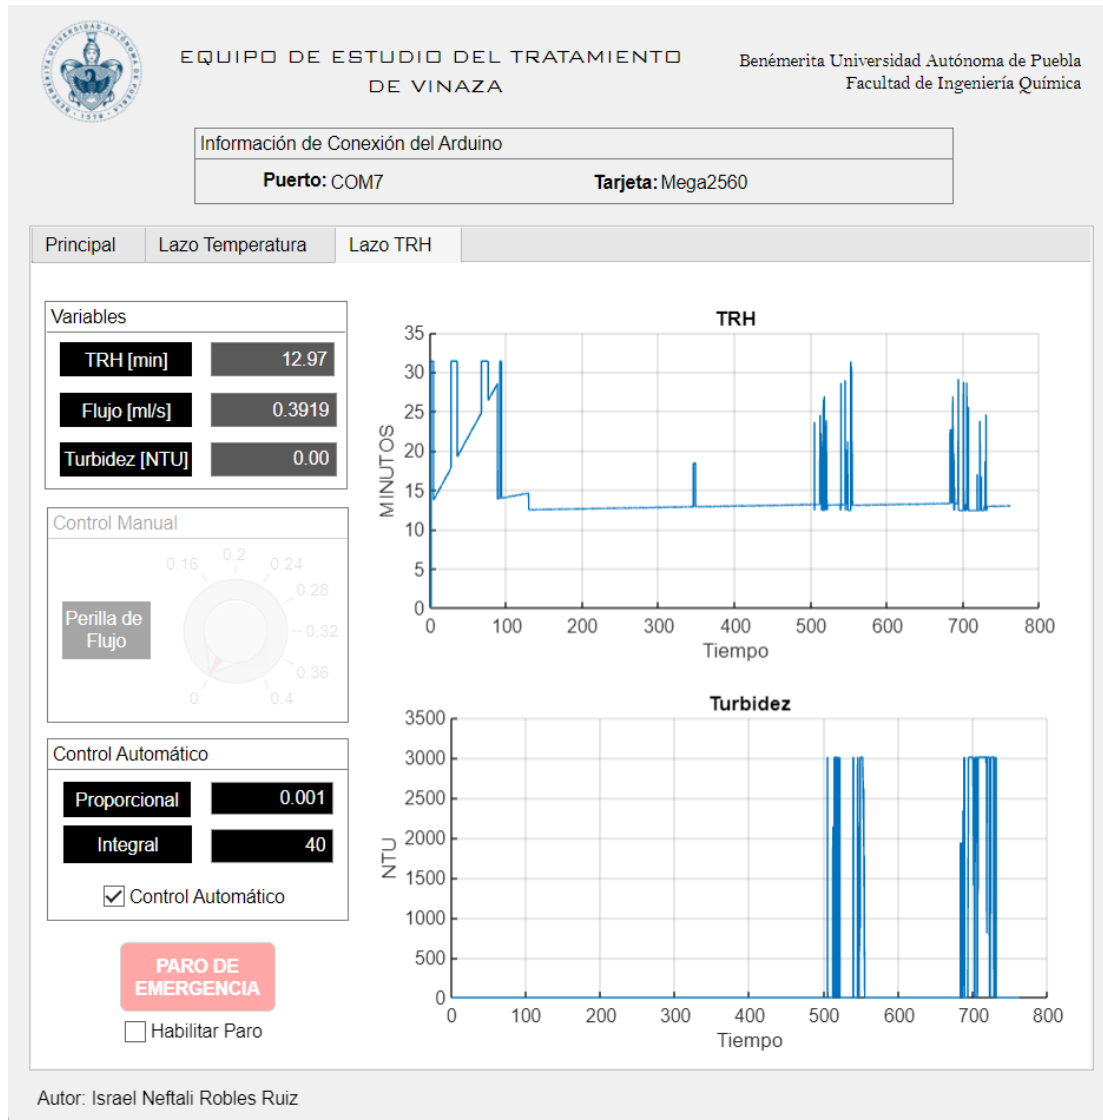 EQUIPO DE ESTUDIO DEL TRATAMIENTO
DE VINAZA
Benémerita Universidad Autónoma de Puebla
Facultad de Ingeniería Química
Información de Conexión del Arduino
Puerto: COM7
Tarjeta: Mega2560
Principal
Lazo Temperatura
Lazo TRH
Variables
TRH [min] 12.97
Flujo [ml/s] 0.3919
Turbidez [NTU] 0.00
Control Manual
Perilla de
Flujo
0
0.16
0.2
0.24
0.28
0.32
0.36
0.4
Control Automático
Proporcional 0.001
Integral 40
Control Automático
PARO DE
EMERGENCIA
Habilitar Paro
TRH
MINUTOS
35
30
25
20
15
10
5
0
0 100 200 300 400 500 600 700 800
Tiempo
Turbidez
NTU
3500
3000
2500
2000
1500
1000
500
0
0 100 200 300 400 500 600 700 800
Tiempo
Autor: Israel Neftali Robles Ruiz